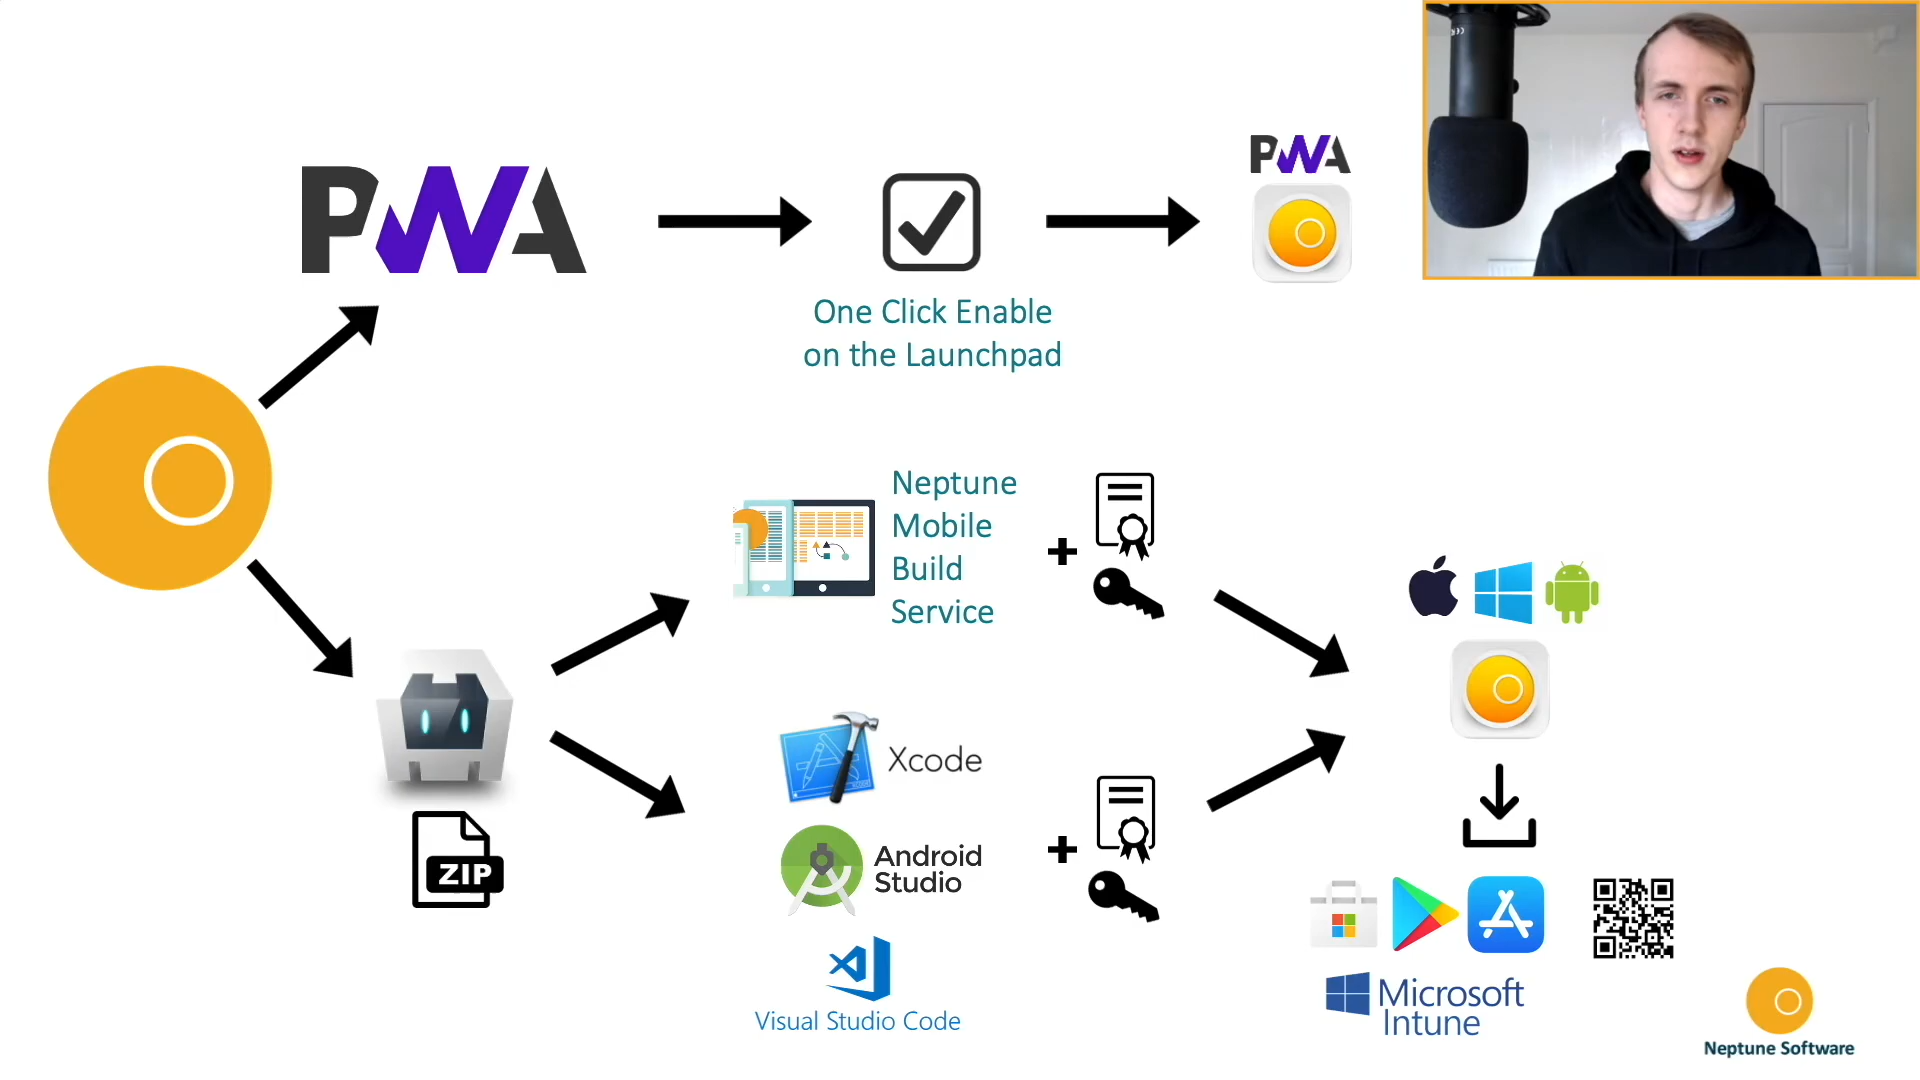 PWA
PWA
One Click Enable
on the Launchpad
Neptune
Mobile
Build
Service
Xcode
ZIP
Android
Studio
Visual Studio Code
Microsoft
Intune
Neptune Software